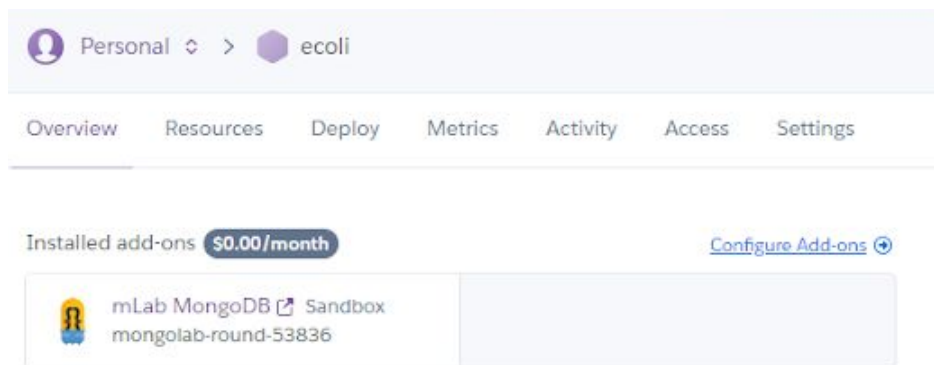 Personal > ecoli
Overview Resources Deploy Metrics Activity Access Settings
Installed add-ons $0.00/month Configure Add-ons
mLab MongoDB Sandbox
mongolab-round-53836